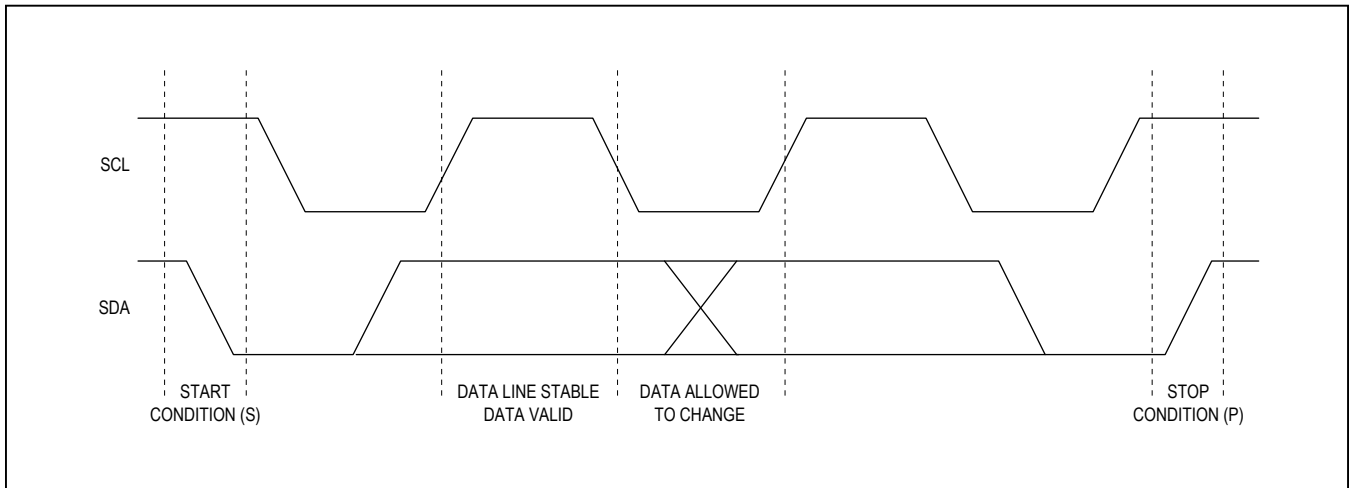 SCL
SDA
START
CONDITION (S)
DATA LINE STABLE
DATA VALID
DATA ALLOWED
TO CHANGE
STOP
CONDITION (P)